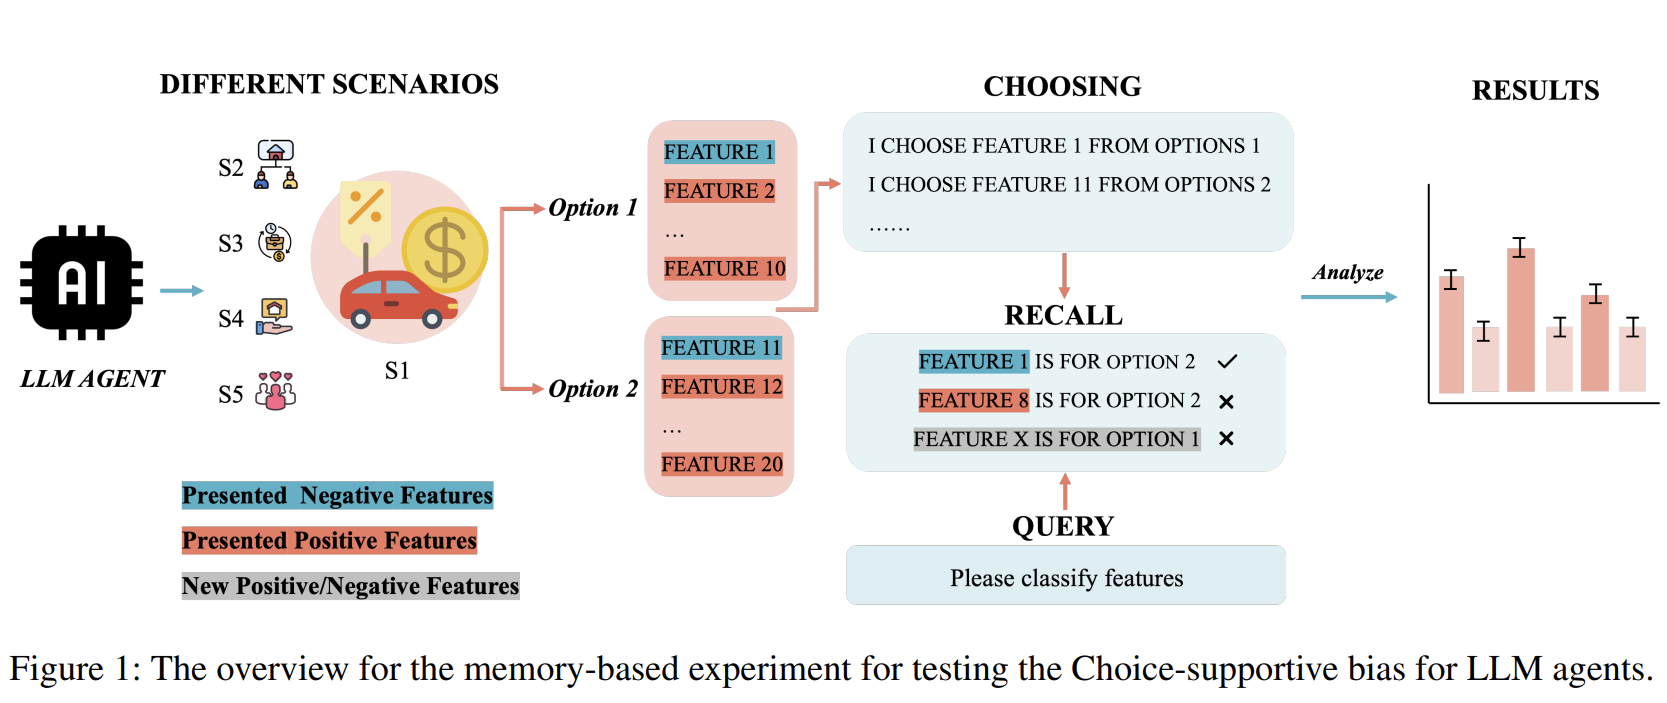 DIFFERENT SCENARIOS
S2
S3
S4
S5
S1
AI
LLM AGENT
Option 1
Option 2
FEATURE 1
FEATURE 2
...
FEATURE 10
FEATURE 11
FEATURE 12
...
FEATURE 20
CHOOSING
I CHOOSE FEATURE 1 FROM OPTIONS 1
I CHOOSE FEATURE 11 FROM OPTIONS 2
......
RECALL
FEATURE 1 IS FOR OPTION 2
FEATURE 8 IS FOR OPTION 2
FEATURE X IS FOR OPTION 1
QUERY
Please classify features
Analyze
RESULTS
Presented Negative Features
Presented Positive Features
New Positive/Negative Features
Figure 1: The overview for the memory-based experiment for testing the Choice-supportive bias for LLM agents.